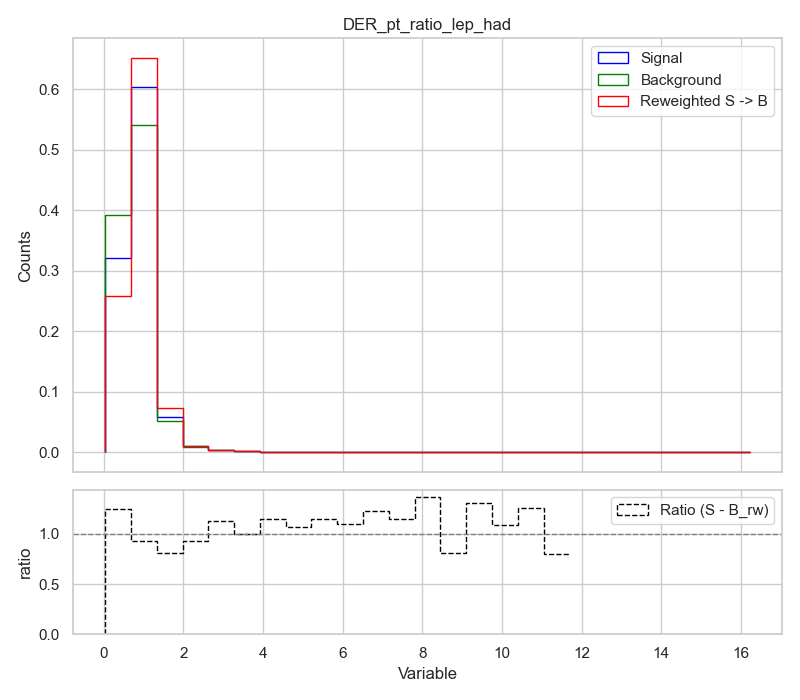 DER_pt_ratio_lep_had
Counts
0.6
0.5
0.4
0.3
0.2
0.1
0.0
Signal
Background
Reweighted S -> B
ratio
1.0
0.5
0.0
Ratio (S - B_rw)
0 2 4 6 8 10 12 14 16
Variable